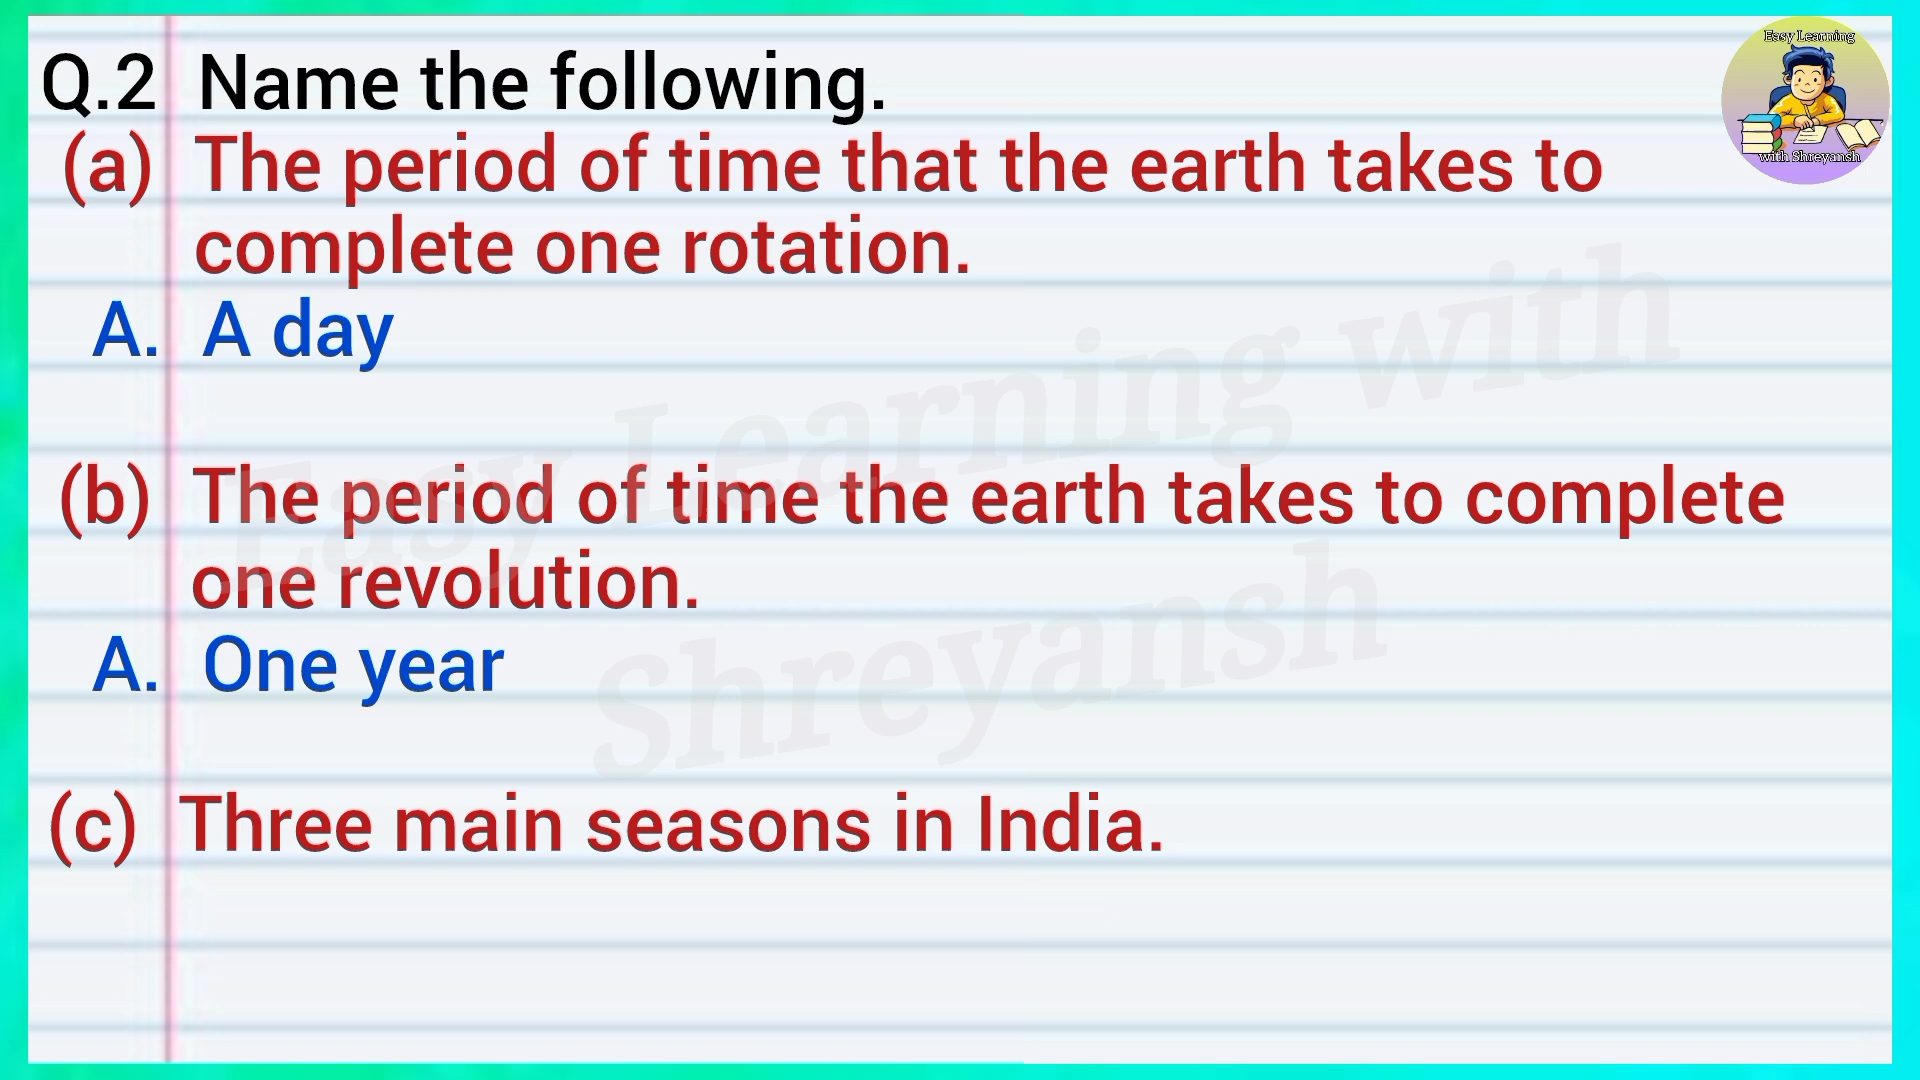 Q.2 Name the following.
(a) The period of time that the earth takes to
complete one rotation.
A. A day
(b) The period of time the earth takes to complete
one revolution.
A. One year
(c) Three main seasons in India.
Easy Learning
with Shreyansh
Easy Learning with
Shreyansh